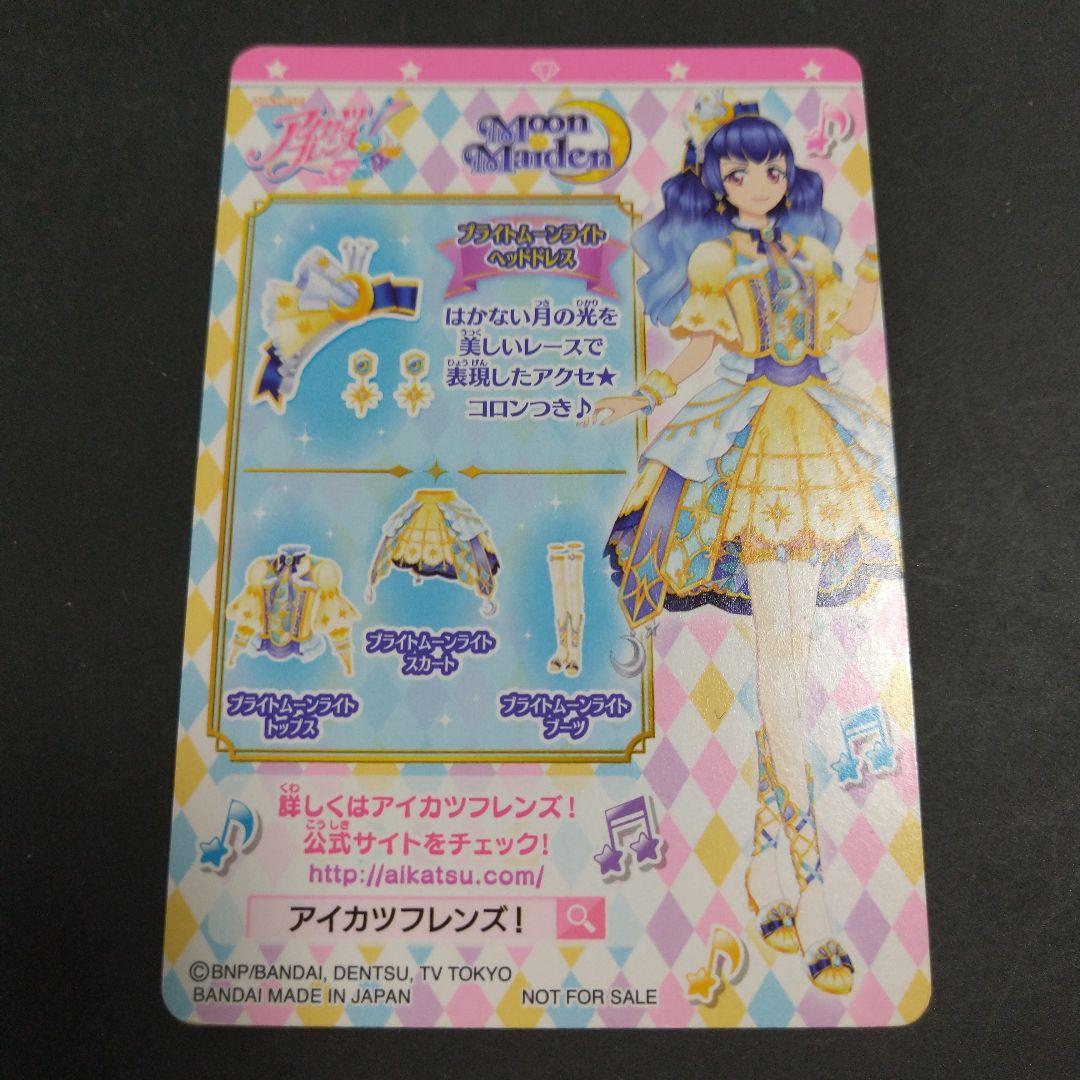 アイカツ!
フレンズ
Moon
Maiden
ブライトムーンライト
ヘッドドレス
はかない月の光を
美しいレースで
表現したアクセ★
コロンつき♪
ブライトムーンライト
スカート
ブライトムーンライト
トップス
ブライトムーンライト
ブーツ
詳しくはアイカツフレンズ!
公式サイトをチェック!
http://aikatsu.com/
アイカツフレンズ!
©BNP/BANDAI, DENTSU, TV TOKYO
BANDAI MADE IN JAPAN NOT FOR SALE